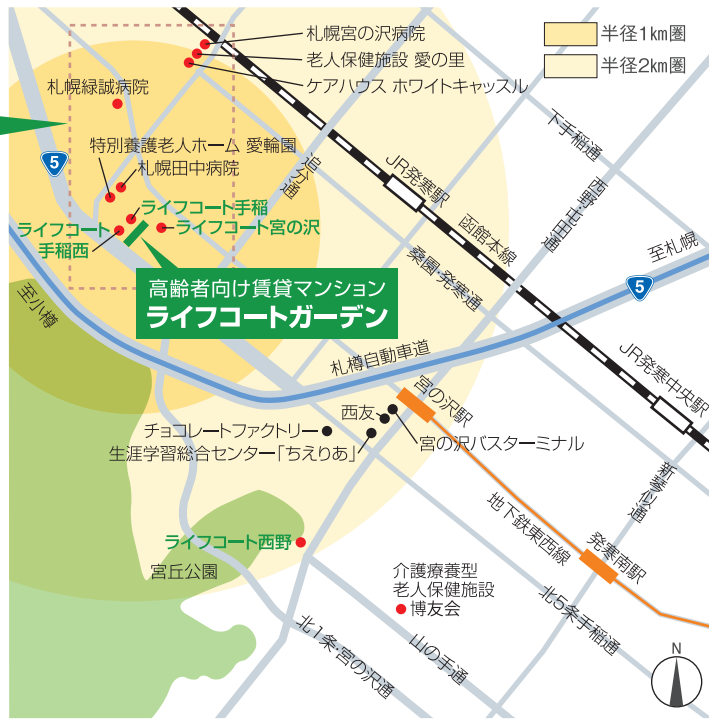 札幌宮の沢病院
老人保健施設 愛の里
ケアハウス ホワイトキャッスル
半径1km圏
半径2km圏
札幌緑誠病院
特別養護老人ホーム 愛輪園
札幌田中病院
5
追分通
下手稲通
JR発寒駅
西野屯田通
函館本線
ライフコート手稲
ライフコート宮の沢
ライフコート
手稲西
桑園・発寒通
至札幌
高齢者向け賃貸マンション
ライフコートガーデン
5
至小樽
札樽自動車道
JR発寒中央駅
宮の沢駅
西友
チョコレートファクトリー
宮の沢バスターミナル
生涯学習総合センター「ちえりあ」
新琴似通
地下鉄東西線
発寒南駅
ライフコート西野
宮丘公園
介護療養型
老人保健施設
博友会
北5条手稲通
山の手通
北1条・宮の沢通
N